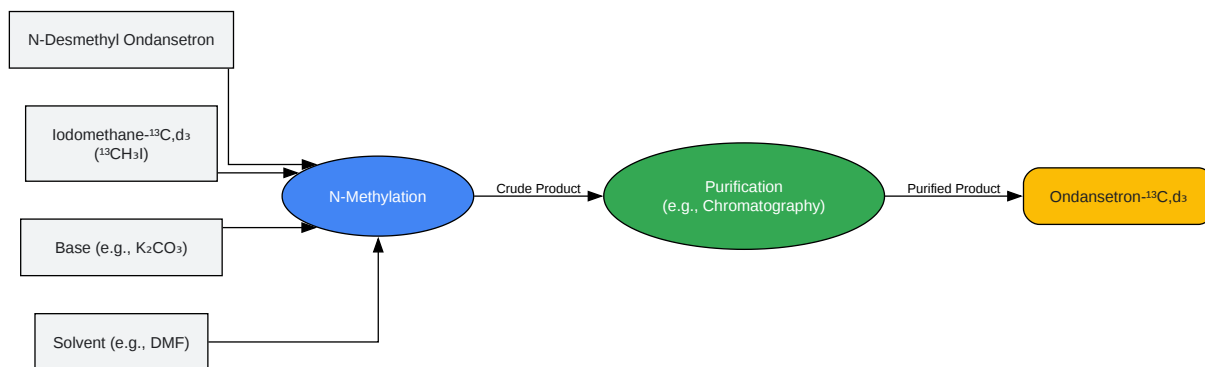 N-Desmethyl Ondansetron
Iodomethane-¹³C,d₃
(¹³CH₃I)
Base (e.g., K₂CO₃)
Solvent (e.g., DMF)
N-Methylation
Crude Product
Purification
(e.g., Chromatography)
Purified Product
Ondansetron-¹³C,d₃